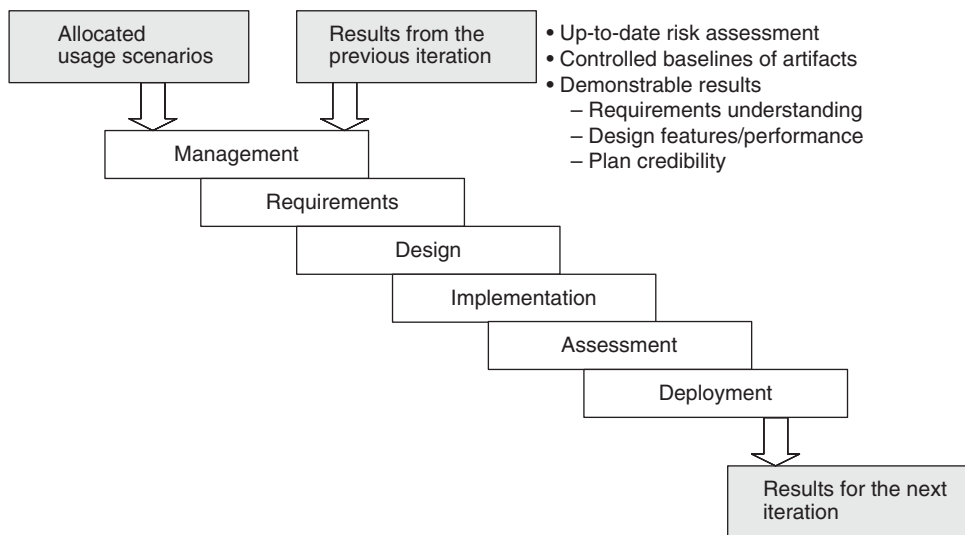 Allocated
usage scenarios
Results from the
previous iteration
• Up-to-date risk assessment
• Controlled baselines of artifacts
• Demonstrable results
– Requirements understanding
– Design features/performance
– Plan credibility
Management
Requirements
Design
Implementation
Assessment
Deployment
Results for the next
iteration